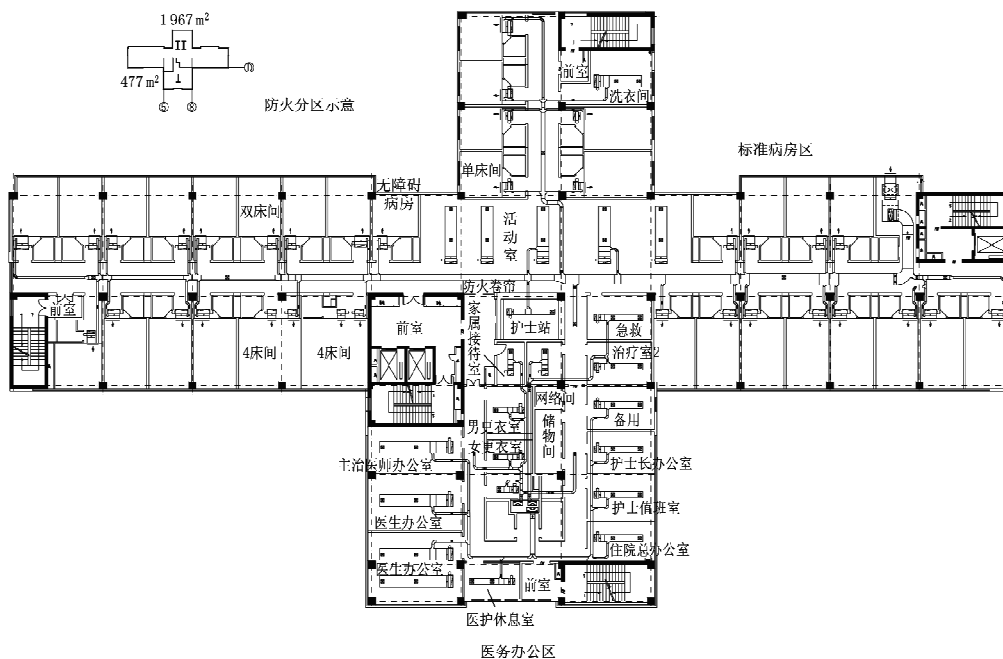 1 967 m²
II
I
477 m²
防火分区示意
前室
洗衣间
标准病房区
单床间
无障碍
病房
双床间
活动室
防火卷帘
前室
前室
家属接待室
护士站
急救
4床间
4床间
治疗室2
网络间
储物间
备用
男更衣室
女更衣室
主治医师办公室
护士长办公室
医生办公室
护士值班室
住院总办公室
医生办公室
前室
医护休息室
医务办公区